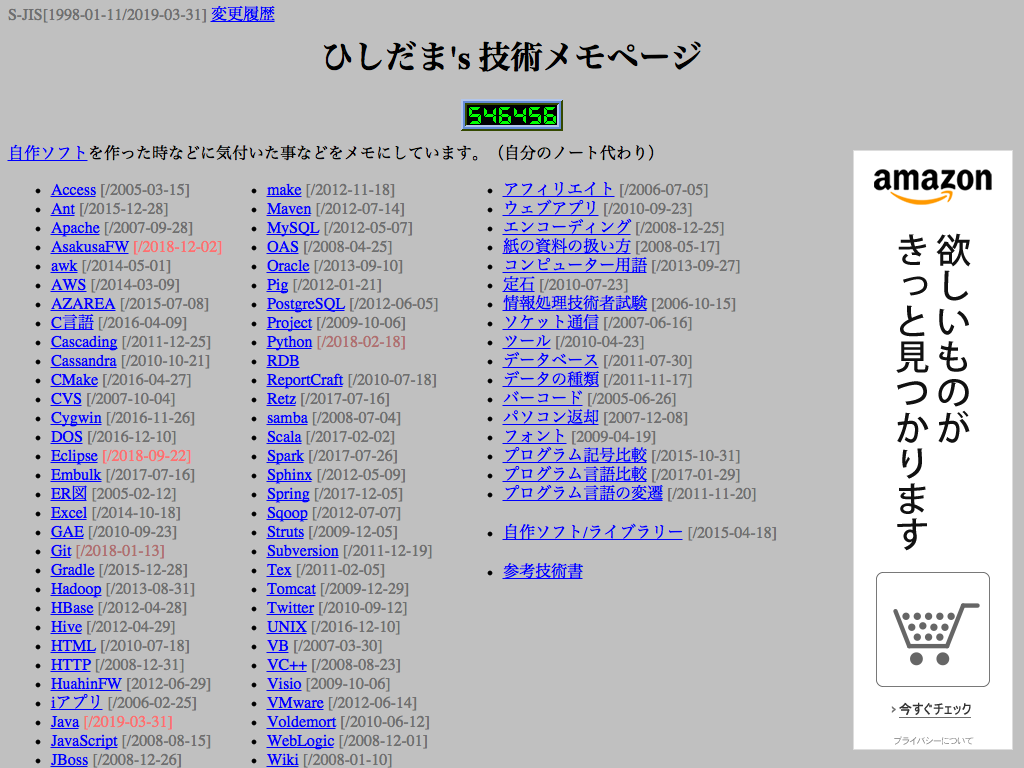 S-JIS[1998-01-11/2019-03-31] 変更履歴
ひしだま's 技術メモページ
546456
自作ソフトを作った時などに気付いた事などをメモにしています。（自分のノート代わり）
Access [/2005-03-15]
Ant [/2015-12-28]
Apache [/2007-09-28]
AsakusaFW [/2018-12-02]
awk [/2014-05-01]
AWS [/2014-03-09]
AZAREA [/2015-07-08]
C言語 [/2016-04-09]
Cascading [/2011-12-25]
Cassandra [/2010-10-21]
CMake [/2016-04-27]
CVS [/2007-10-04]
Cygwin [/2016-11-26]
DOS [/2016-12-10]
Eclipse [/2018-09-22]
Embulk [/2017-07-16]
ER図 [2005-02-12]
Excel [/2014-10-18]
GAE [/2010-09-23]
Git [/2018-01-13]
Gradle [/2015-12-28]
Hadoop [/2013-08-31]
HBase [/2012-04-28]
Hive [/2012-04-29]
HTML [/2010-07-18]
HTTP [/2008-12-31]
HuahinFW [2012-06-29]
iアプリ [/2006-02-25]
Java [/2019-03-31]
JavaScript [/2008-08-15]
JBoss [/2008-12-26]
make [/2012-11-18]
Maven [/2012-07-14]
MySQL [/2012-05-07]
OAS [/2008-04-25]
Oracle [/2013-09-10]
Pig [/2012-01-21]
PostgreSQL [/2012-06-05]
Project [/2009-10-06]
Python [/2018-02-18]
RDB
ReportCraft [/2010-07-18]
Retz [/2017-07-16]
samba [/2008-07-04]
Scala [/2017-02-02]
Spark [/2017-07-26]
Sphinx [/2012-05-09]
Spring [/2017-12-05]
Sqoop [/2012-07-07]
Struts [/2009-12-05]
Subversion [/2011-12-19]
Tex [/2011-02-05]
Tomcat [/2009-12-29]
Twitter [/2010-09-12]
UNIX [/2016-12-10]
VB [/2007-03-30]
VC++ [/2008-08-23]
Visio [2009-10-06]
VMware [/2012-06-14]
Voldemort [/2010-06-12]
WebLogic [/2008-12-01]
Wiki [/2008-01-10]
アフィリエイト [/2006-07-05]
ウェブアプリ [/2010-09-23]
エンコーディング [/2008-12-25]
紙の資料の扱い方 [2008-05-17]
コンピューター用語 [/2013-09-27]
定石 [/2010-07-23]
情報処理技術者試験 [2006-10-15]
ソケット通信 [/2007-06-16]
ツール [/2010-04-23]
データベース [/2011-07-30]
データの種類 [/2011-11-17]
バーコード [/2005-06-26]
パソコン返却 [/2007-12-08]
フォント [2009-04-19]
プログラム記号比較 [/2015-10-31]
プログラム言語比較 [/2017-01-29]
プログラム言語の変遷 [/2011-11-20]
自作ソフト/ライブラリー [/2015-04-18]
参考技術書
amazon
欲しいものが
きっと見つかります
› 今すぐチェック
プライバシーについて